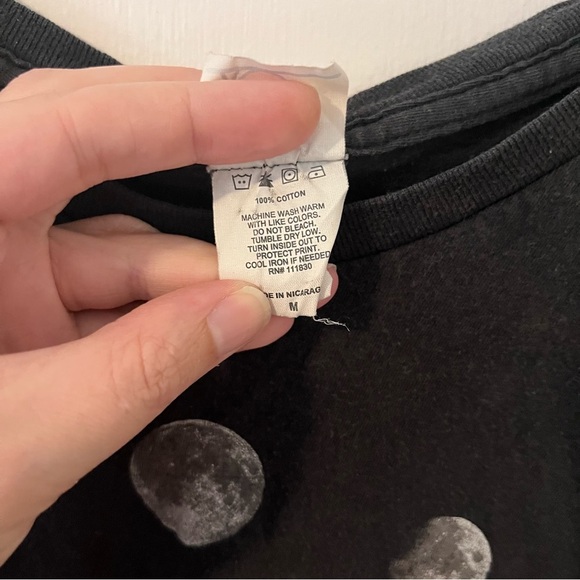 100% COTTON
MACHINE WASH WARM
WITH LIKE COLORS.
DO NOT BLEACH.
TUMBLE DRY LOW.
TURN INSIDE OUT TO
PROTECT PRINT.
COOL IRON IF NEEDED
RN# 111830
DE IN NICARAG
M